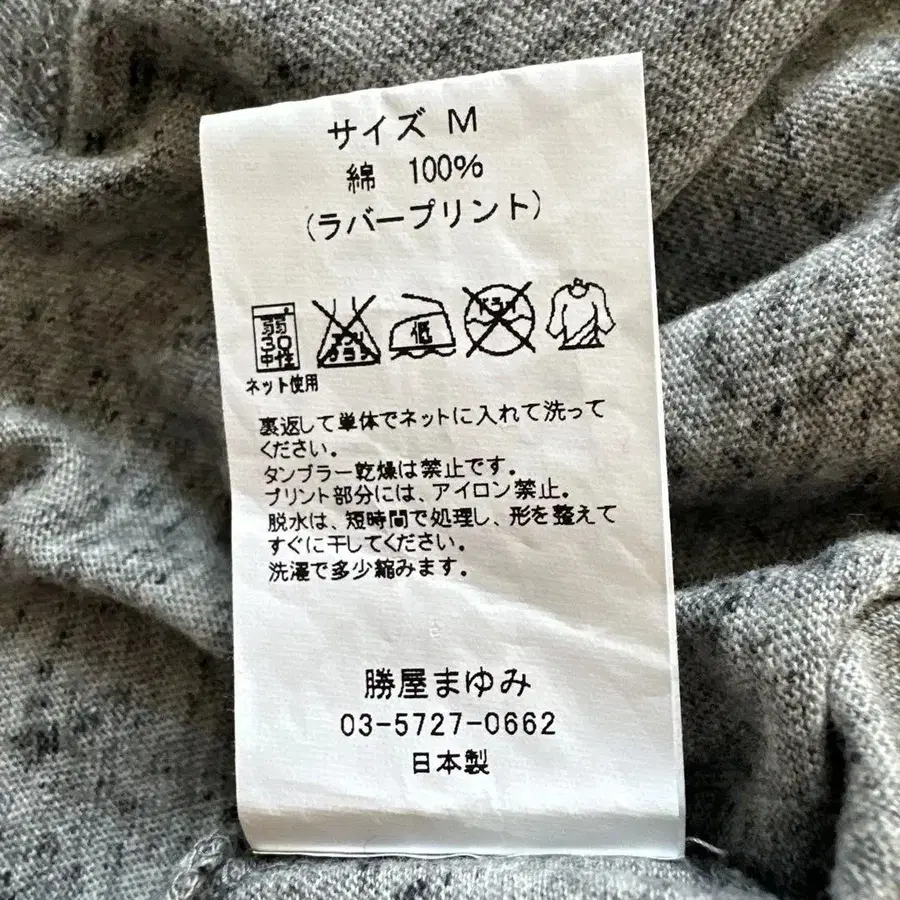 サイズ M
綿 100%
(ラバープリント)
弱
30
中性
エンソ
サラシ
低
ドライ
ネット使用
裏返して単体でネットに入れて洗って
ください。
タンブラー乾燥は禁止です。
プリント部分には、アイロン禁止。
脱水は、短時間で処理し、形を整えて
すぐに干してください。
洗濯で多少縮みます。
勝屋まゆみ
03-5727-0662
日本製